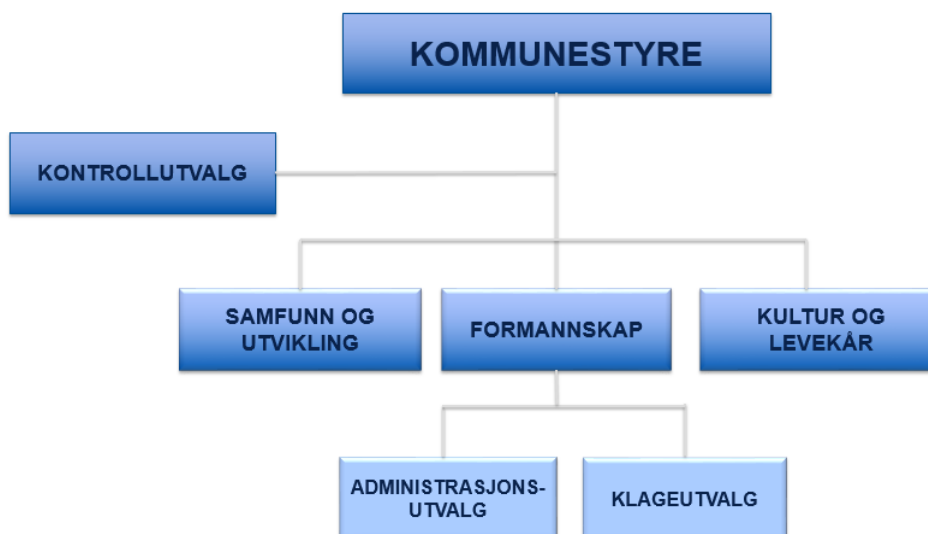 KOMMUNESTYRE
KONTROLLUTVALG
SAMFUNN OG
UTVIKLING
FORMANNSKAP
KULTUR OG
LEVEKÅR
ADMINISTRASJONS-
UTVALG
KLAGEUTVALG